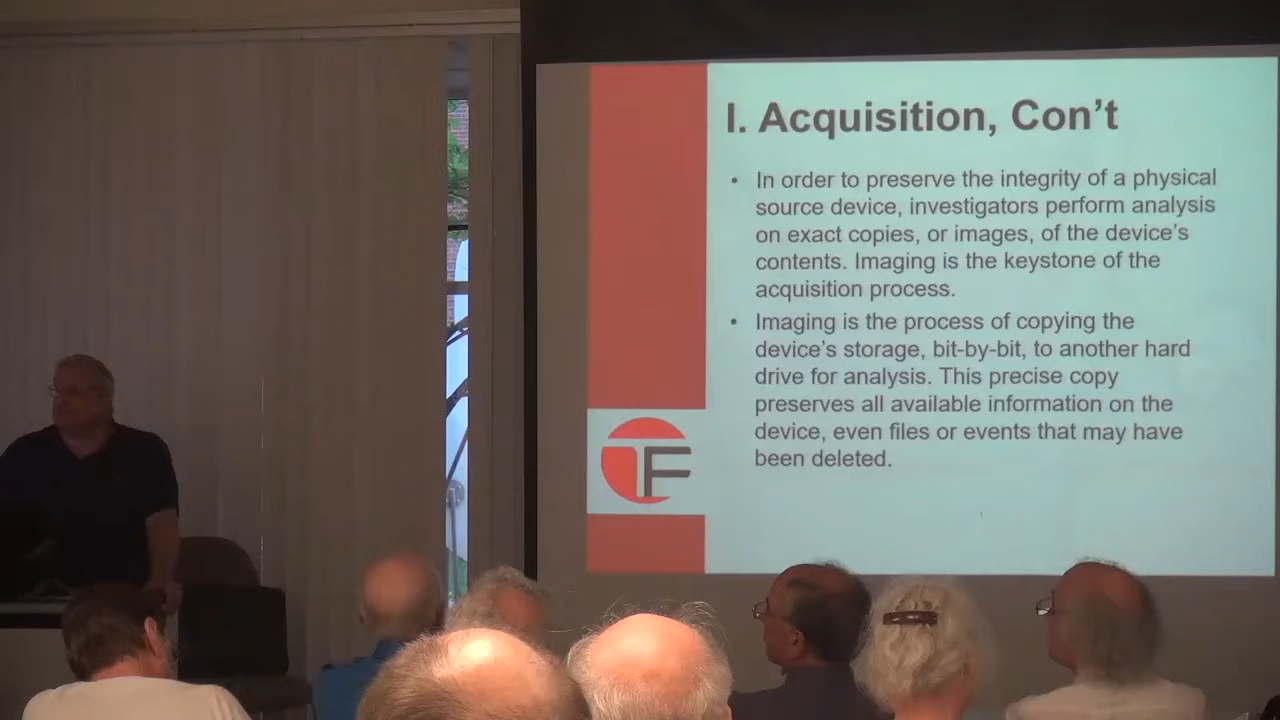 I. Acquisition, Con't
• In order to preserve the integrity of a physical
source device, investigators perform analysis
on exact copies, or images, of the device's
contents. Imaging is the keystone of the
acquisition process.
• Imaging is the process of copying the
device's storage, bit-by-bit, to another hard
drive for analysis. This precise copy
preserves all available information on the
device, even files or events that may have
been deleted.
TF